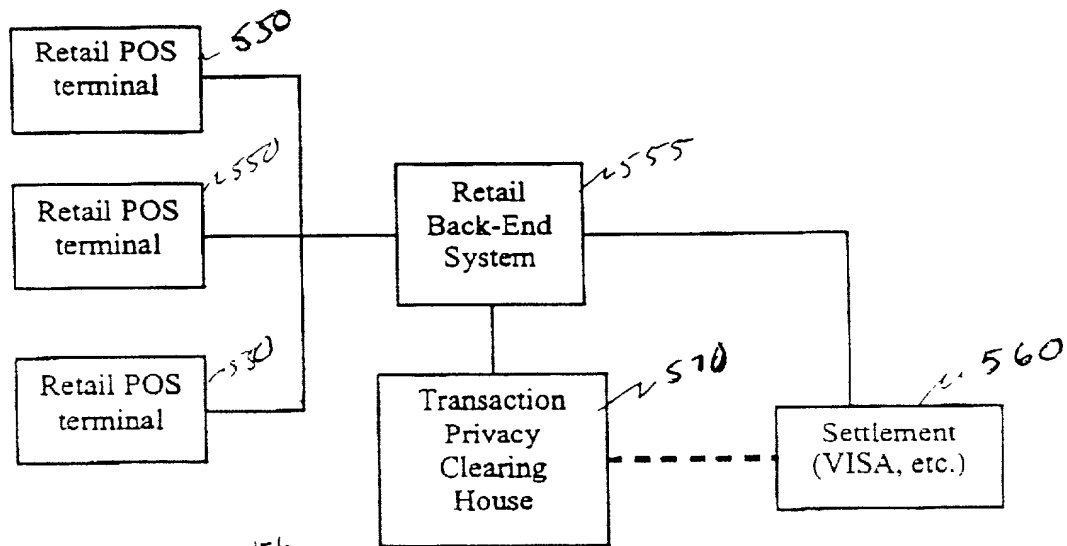 Retail POS
terminal
550
Retail POS
terminal
550
Retail POS
terminal
Retail
Back-End
System
555
Transaction
Privacy
Clearing
House
510
Settlement
(VISA, etc.)
560